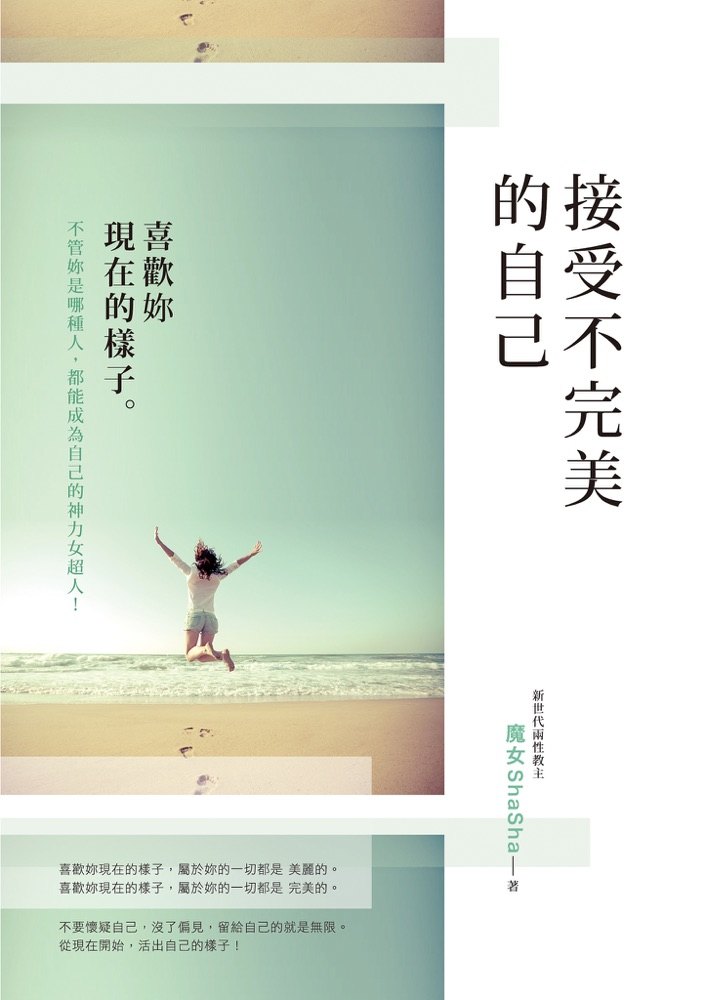 接受不完美
的自己
喜歡妳
現在的樣子。
不管妳是哪種人，都能成為自己的神力女超人！
新世代兩性教主
魔女ShaSha──著
喜歡妳現在的樣子，屬於妳的一切都是 美麗的。
喜歡妳現在的樣子，屬於妳的一切都是 完美的。
不要懷疑自己，沒了偏見，留給自己的就是無限。
從現在開始，活出自己的樣子！